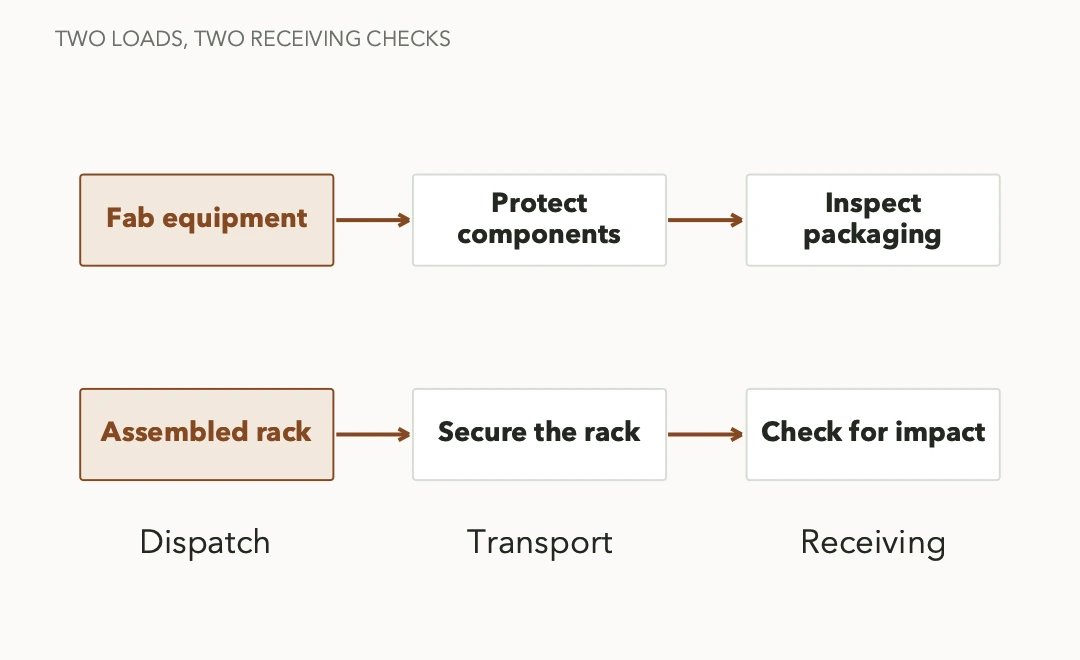 TWO LOADS, TWO RECEIVING CHECKS
Fab equipment
Protect
components
Inspect
packaging
Assembled rack
Secure the rack
Check for impact
Dispatch
Transport
Receiving